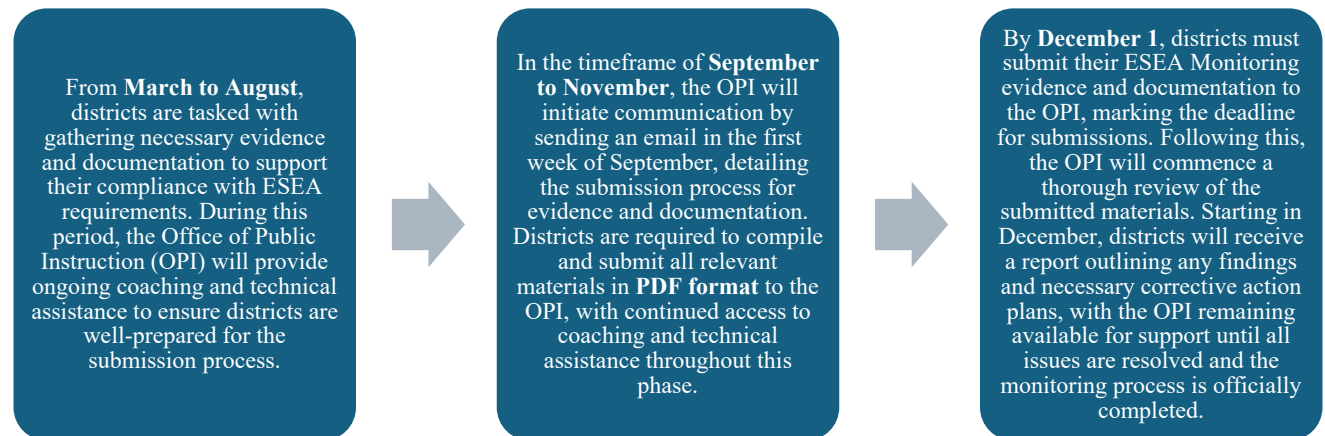 From March to August,
districts are tasked with
gathering necessary evidence
and documentation to support
their compliance with ESEA
requirements. During this
period, the Office of Public
Instruction (OPI) will provide
ongoing coaching and technical
assistance to ensure districts are
well-prepared for the
submission process.
In the timeframe of September
to November, the OPI will
initiate communication by
sending an email in the first
week of September, detailing
the submission process for
evidence and documentation.
Districts are required to compile
and submit all relevant
materials in PDF format to the
OPI, with continued access to
coaching and technical
assistance throughout this
phase.
By December 1, districts must
submit their ESEA Monitoring
evidence and documentation to
the OPI, marking the deadline
for submissions. Following this,
the OPI will commence a
thorough review of the
submitted materials. Starting in
December, districts will receive
a report outlining any findings
and necessary corrective action
plans, with the OPI remaining
available for support until all
issues are resolved and the
monitoring process is officially
completed.